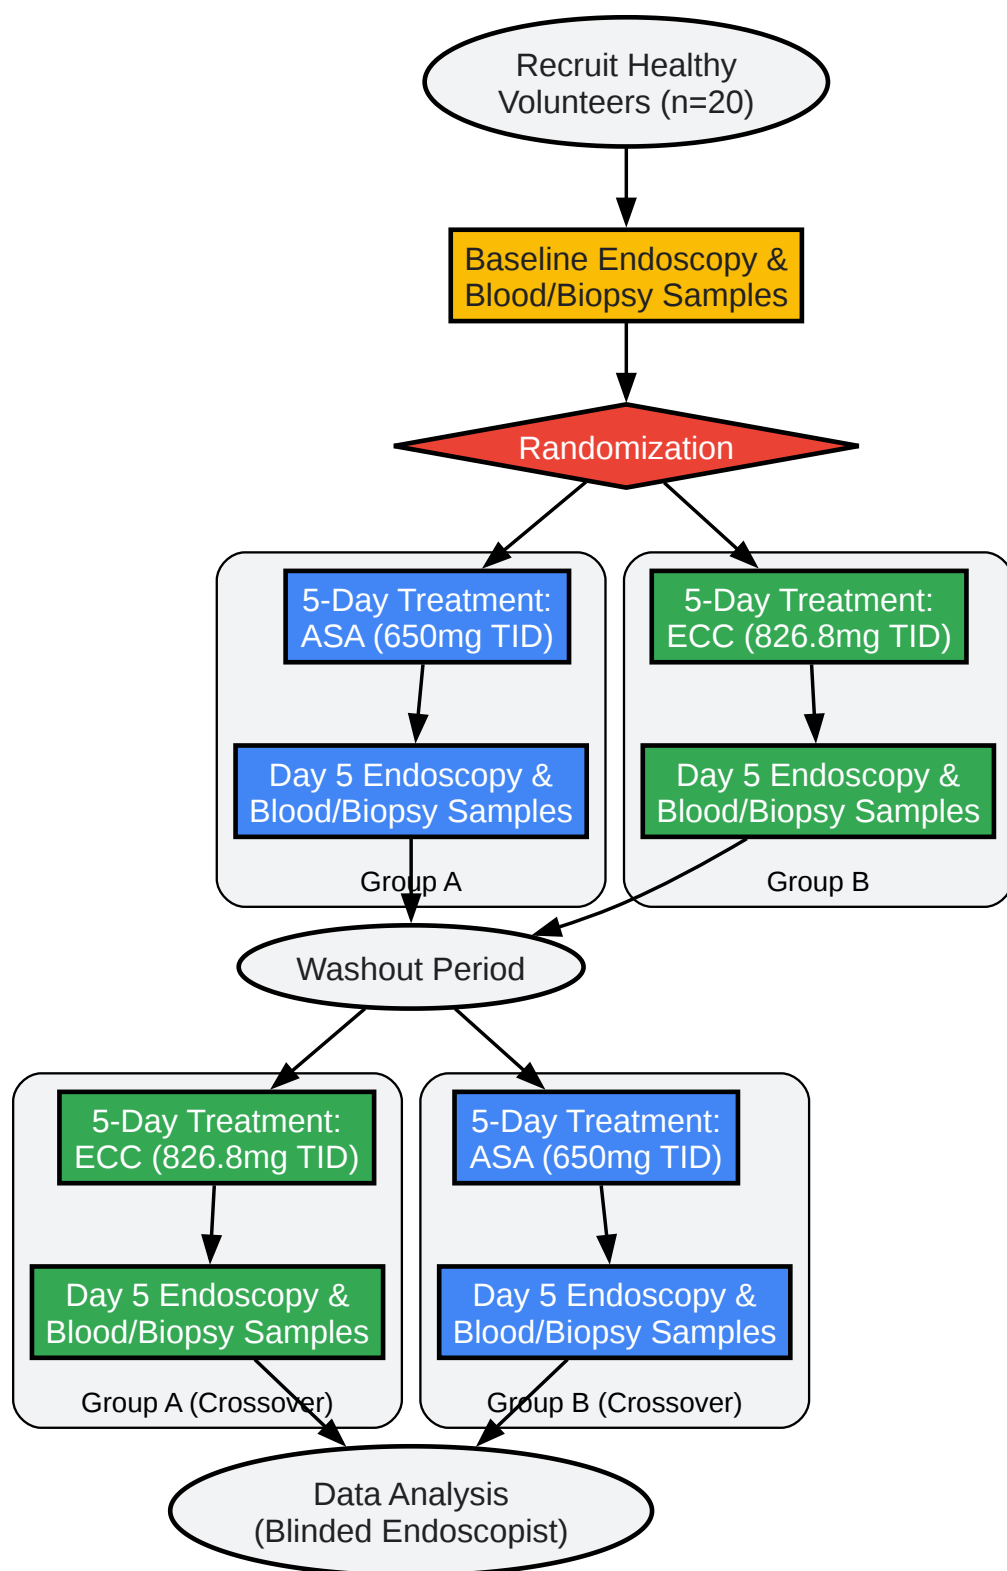 Recruit Healthy
Volunteers (n=20)
Baseline Endoscopy &
Blood/Biopsy Samples
Randomization
5-Day Treatment:
ASA (650mg TID)
Day 5 Endoscopy &
Blood/Biopsy Samples
Group A
5-Day Treatment:
ECC (826.8mg TID)
Day 5 Endoscopy &
Blood/Biopsy Samples
Group B
Washout Period
5-Day Treatment:
ECC (826.8mg TID)
Day 5 Endoscopy &
Blood/Biopsy Samples
Group A (Crossover)
5-Day Treatment:
ASA (650mg TID)
Day 5 Endoscopy &
Blood/Biopsy Samples
Group B (Crossover)
Data Analysis
(Blinded Endoscopist)